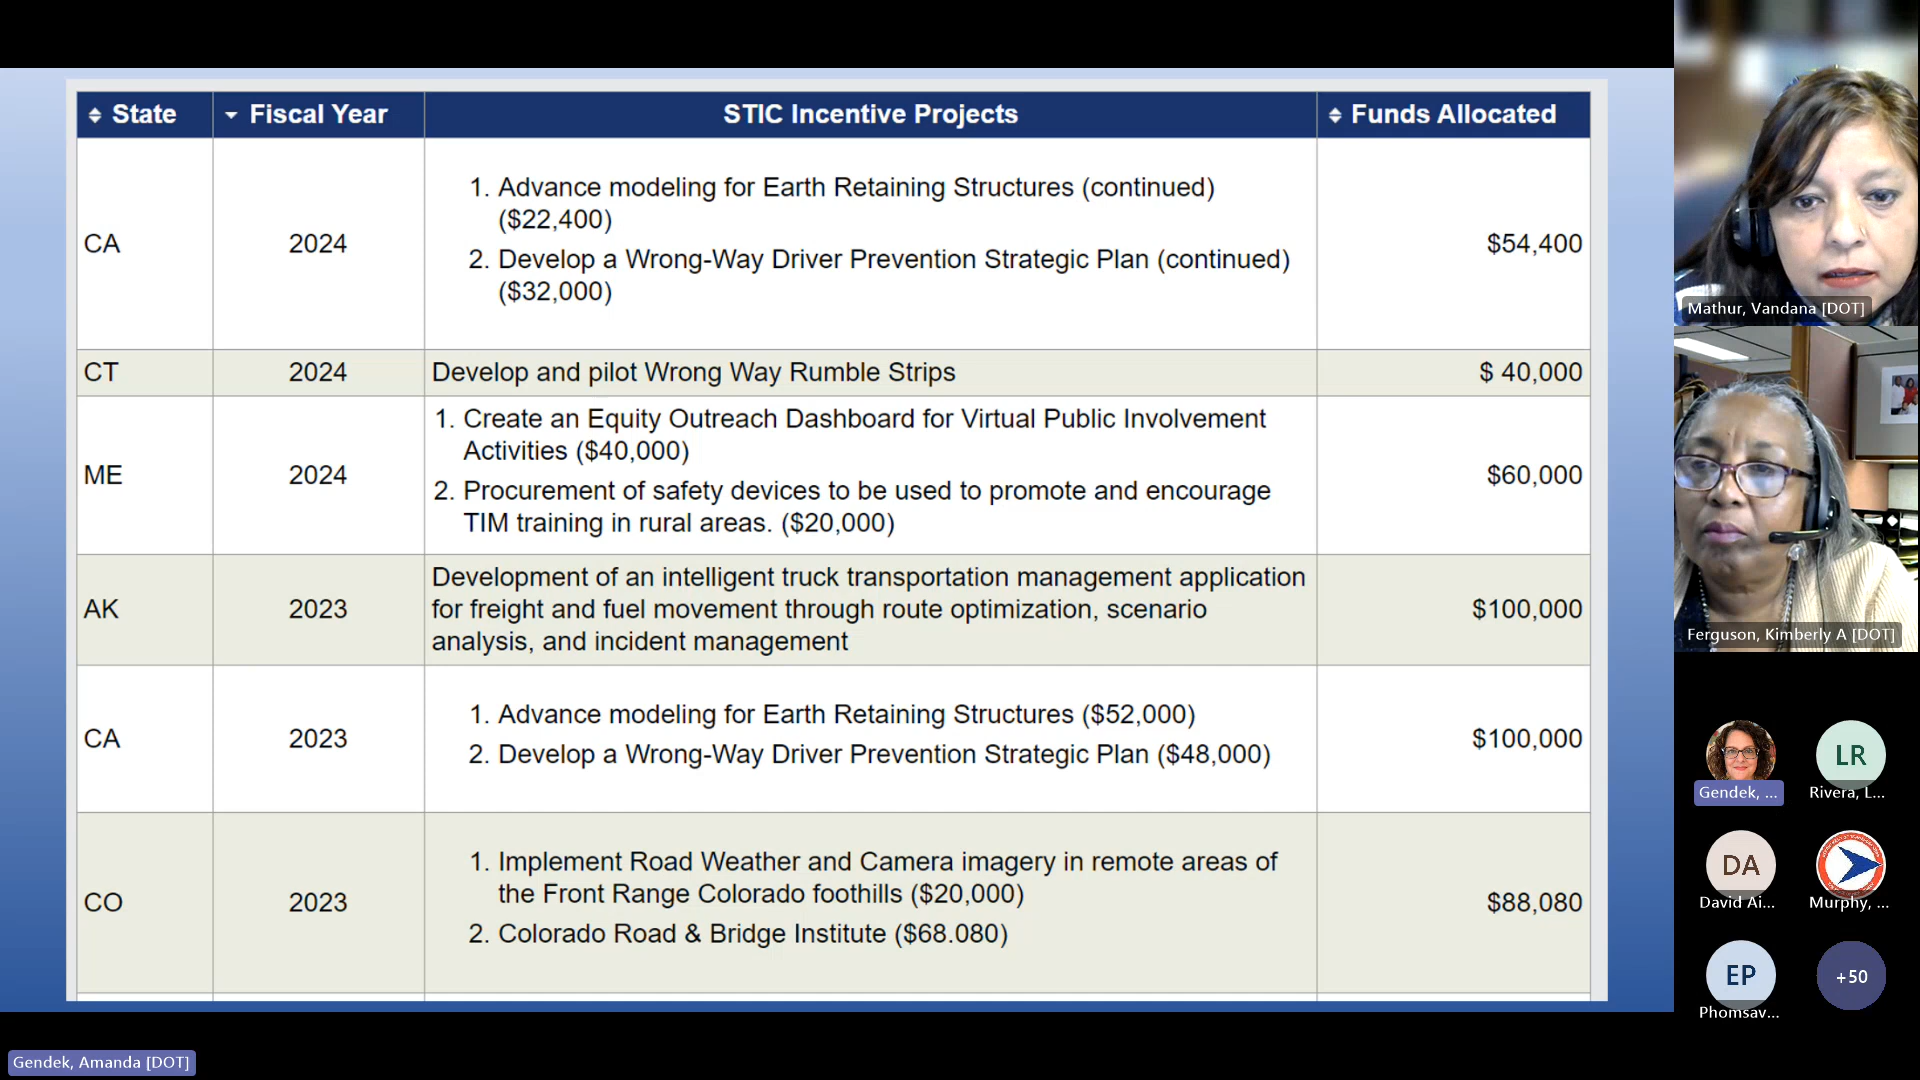 State
Fiscal Year
STIC Incentive Projects
Funds Allocated
CA
2024
1. Advance modeling for Earth Retaining Structures (continued)
($22,400)
2. Develop a Wrong-Way Driver Prevention Strategic Plan (continued)
($32,000)
$54,400
CT
2024
Develop and pilot Wrong Way Rumble Strips
$ 40,000
ME
2024
1. Create an Equity Outreach Dashboard for Virtual Public Involvement
Activities ($40,000)
2. Procurement of safety devices to be used to promote and encourage
TIM training in rural areas. ($20,000)
$60,000
AK
2023
Development of an intelligent truck transportation management application
for freight and fuel movement through route optimization, scenario
analysis, and incident management
$100,000
CA
2023
1. Advance modeling for Earth Retaining Structures ($52,000)
2. Develop a Wrong-Way Driver Prevention Strategic Plan ($48,000)
$100,000
CO
2023
1. Implement Road Weather and Camera imagery in remote areas of
the Front Range Colorado foothills ($20,000)
2. Colorado Road & Bridge Institute ($68.080)
$88,080
Mathur, Vandana [DOT]
Ferguson, Kimberly A [DOT]
Gendek, ...
LR
Rivera, L...
DA
David Ai...
Murphy, ...
EP
Phomsav...
+50
Gendek, Amanda [DOT]